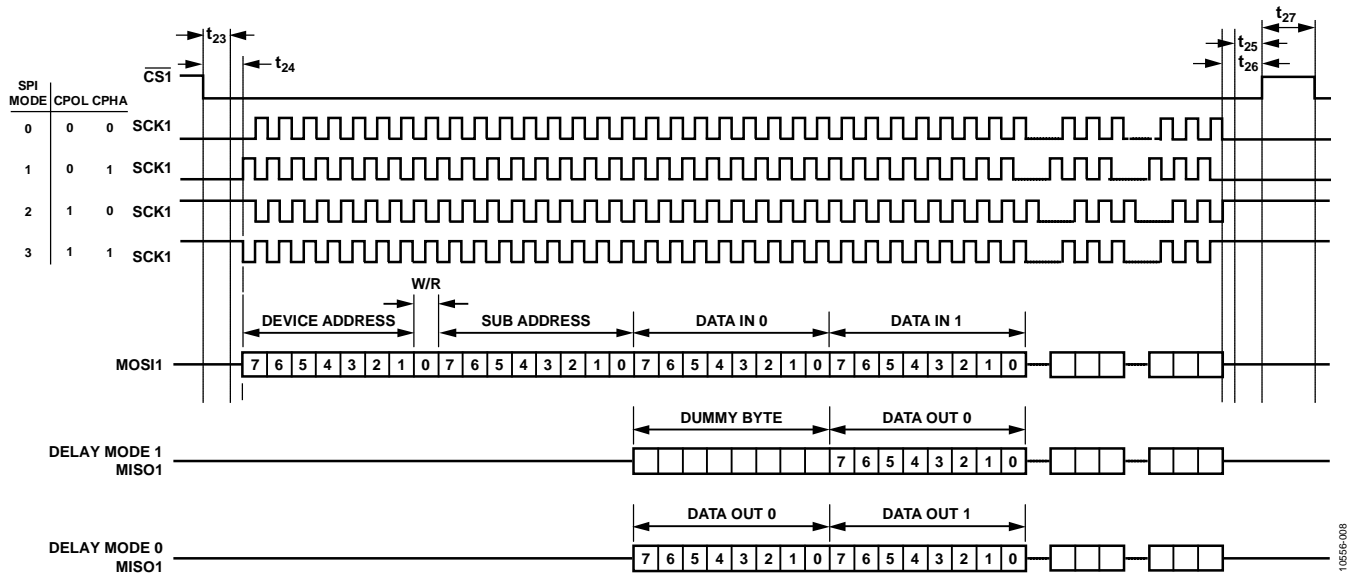 t27
t23
t25
t24
t26
CS1
SPI
MODE CPOL CPHA
0 0 0 SCK1
1 0 1 SCK1
2 1 0 SCK1
3 1 1 SCK1
W/R
DEVICE ADDRESS SUB ADDRESS DATA IN 0 DATA IN 1
MOSI1 7 6 5 4 3 2 1 0 7 6 5 4 3 2 1 0 7 6 5 4 3 2 1 0 7 6 5 4 3 2 1 0
DUMMY BYTE DATA OUT 0
DELAY MODE 1
MISO1
7 6 5 4 3 2 1 0
DATA OUT 0 DATA OUT 1
DELAY MODE 0
MISO1
7 6 5 4 3 2 1 0 7 6 5 4 3 2 1 0
10556-008